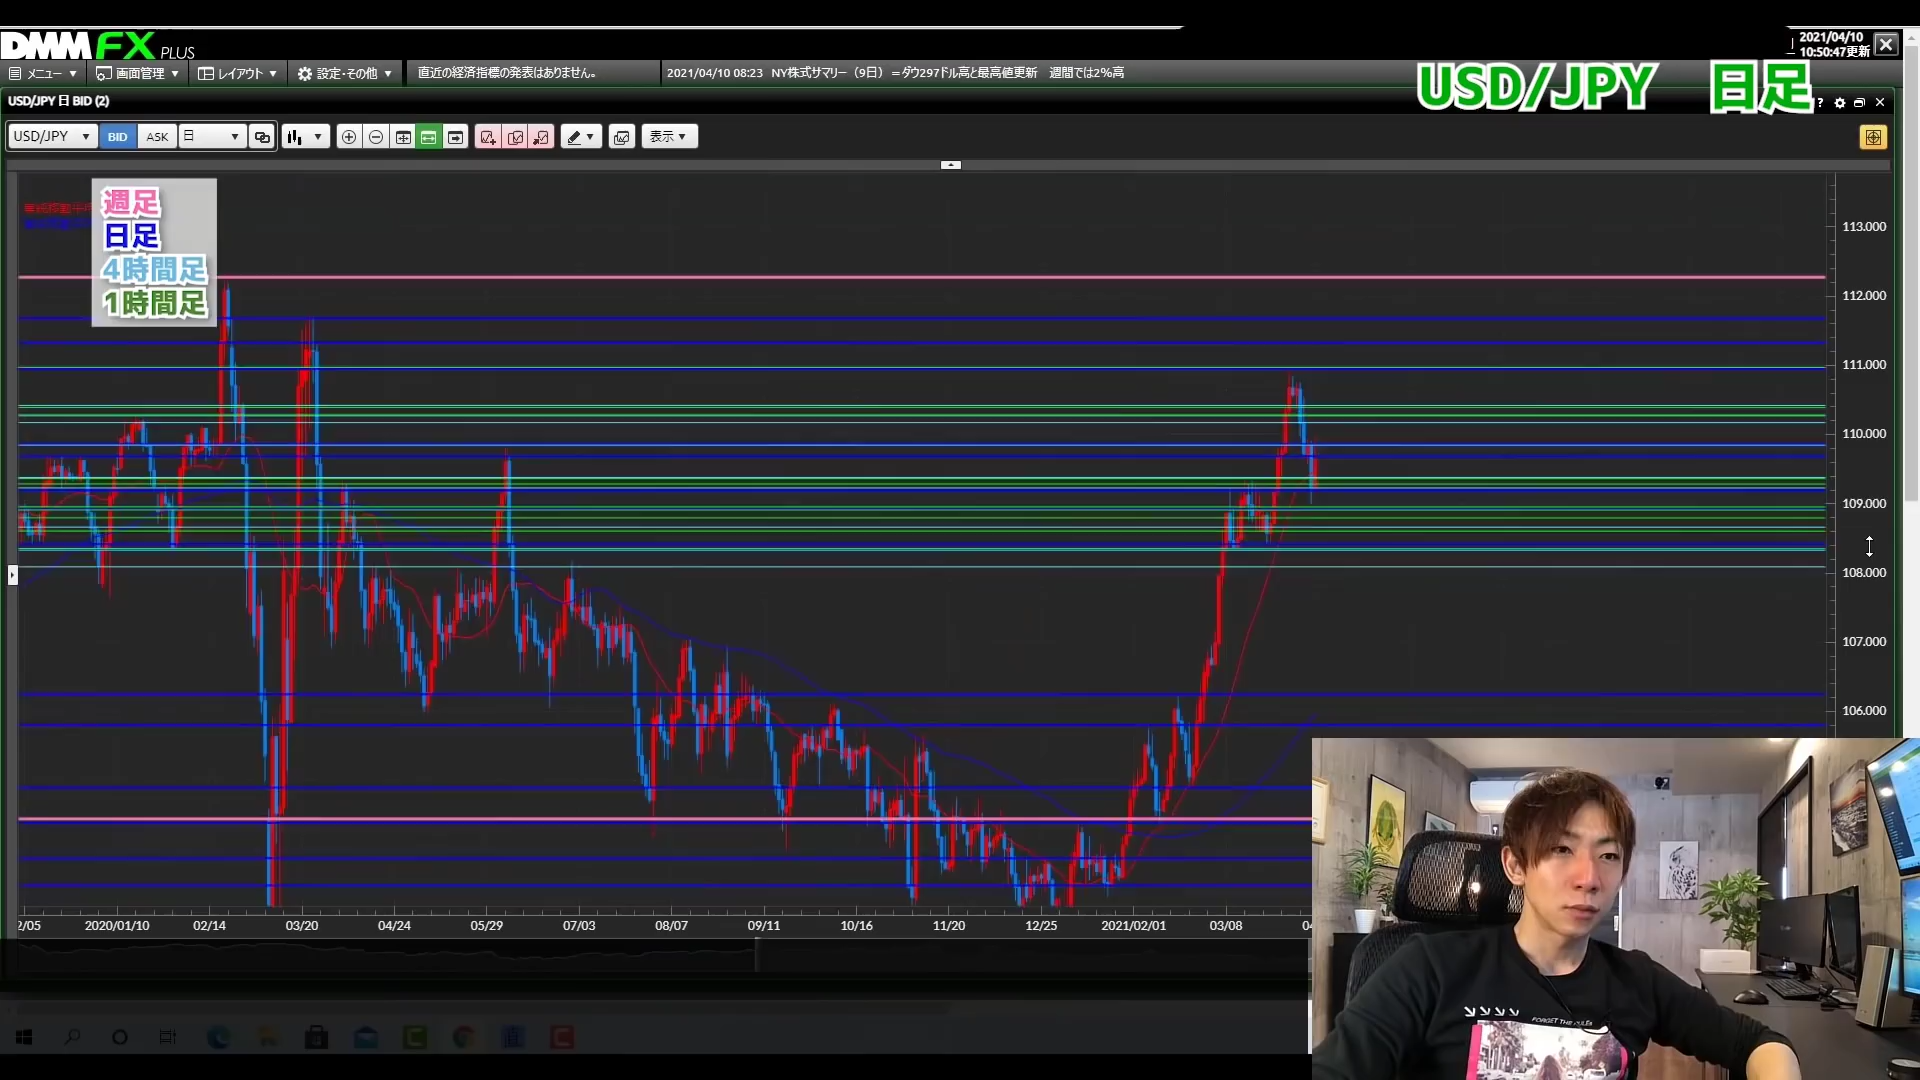 DMM FX PLUS
2021/04/10
10:50:47更新
メニュー
画面管理
レイアウト
設定・その他
直近の経済指標の発表はありません。
2021/04/10 08:23 NY株式サマリー（9日）＝ダウ297ドル高と最高値更新 週間では2%高
USD/JPY 日足
USD/JPY 日 BID (2)
USD/JPY
BID
ASK
日
表示
週足
日足
4時間足
1時間足
113.000
112.000
111.000
110.000
109.000
108.000
107.000
106.000
2/05
2020/01/10
02/14
03/20
04/24
05/29
07/03
08/07
09/11
10/16
11/20
12/25
2021/02/01
03/08
FORGET THE RULES